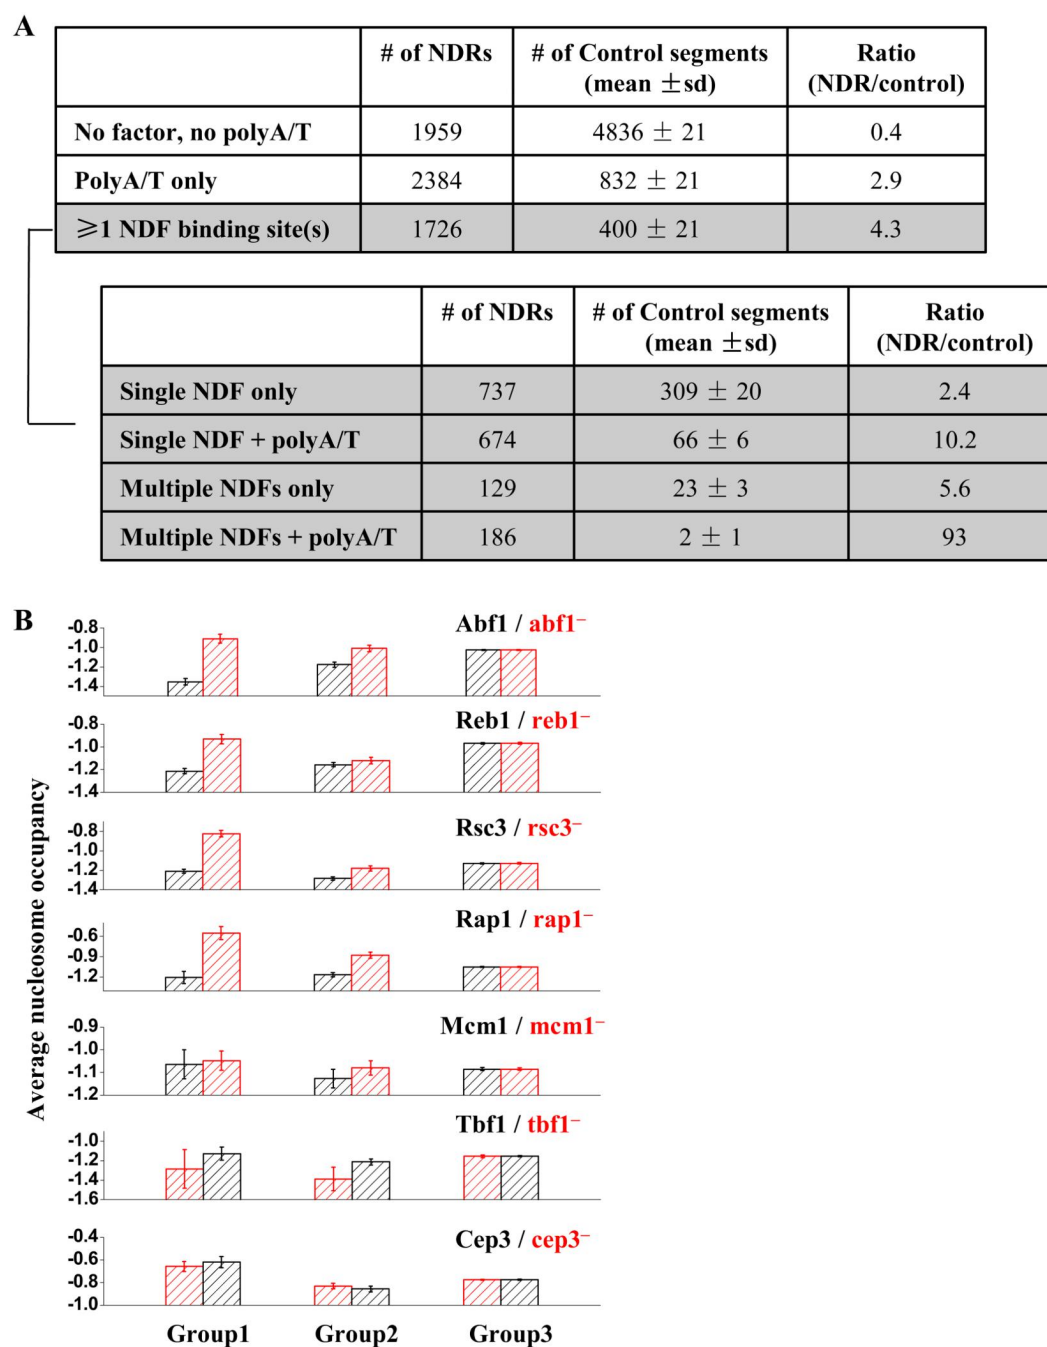 A
# of NDRs
# of Control segments
(mean ±sd)
Ratio
(NDR/control)
No factor, no polyA/T 1959 4836 ± 21 0.4
PolyA/T only 2384 832 ± 21 2.9
⩾1 NDF binding site(s) 1726 400 ± 21 4.3
# of NDRs
# of Control segments
(mean ±sd)
Ratio
(NDR/control)
Single NDF only 737 309 ± 20 2.4
Single NDF + polyA/T 674 66 ± 6 10.2
Multiple NDFs only 129 23 ± 3 5.6
Multiple NDFs + polyA/T 186 2 ± 1 93
B
Average nucleosome occupancy
Abf1 / abf1⁻
-0.8
-1.0
-1.2
-1.4
Reb1 / reb1⁻
-0.8
-1.0
-1.2
-1.4
Rsc3 / rsc3⁻
-0.8
-1.2
-1.4
Rap1 / rap1⁻
-0.6
-0.9
-1.2
Mcm1 / mcm1⁻
-0.9
-1.0
-1.1
-1.2
Tbf1 / tbf1⁻
-1.0
-1.2
-1.4
-1.6
Cep3 / cep3⁻
-0.4
-0.6
-0.8
-1.0
Group1 Group2 Group3